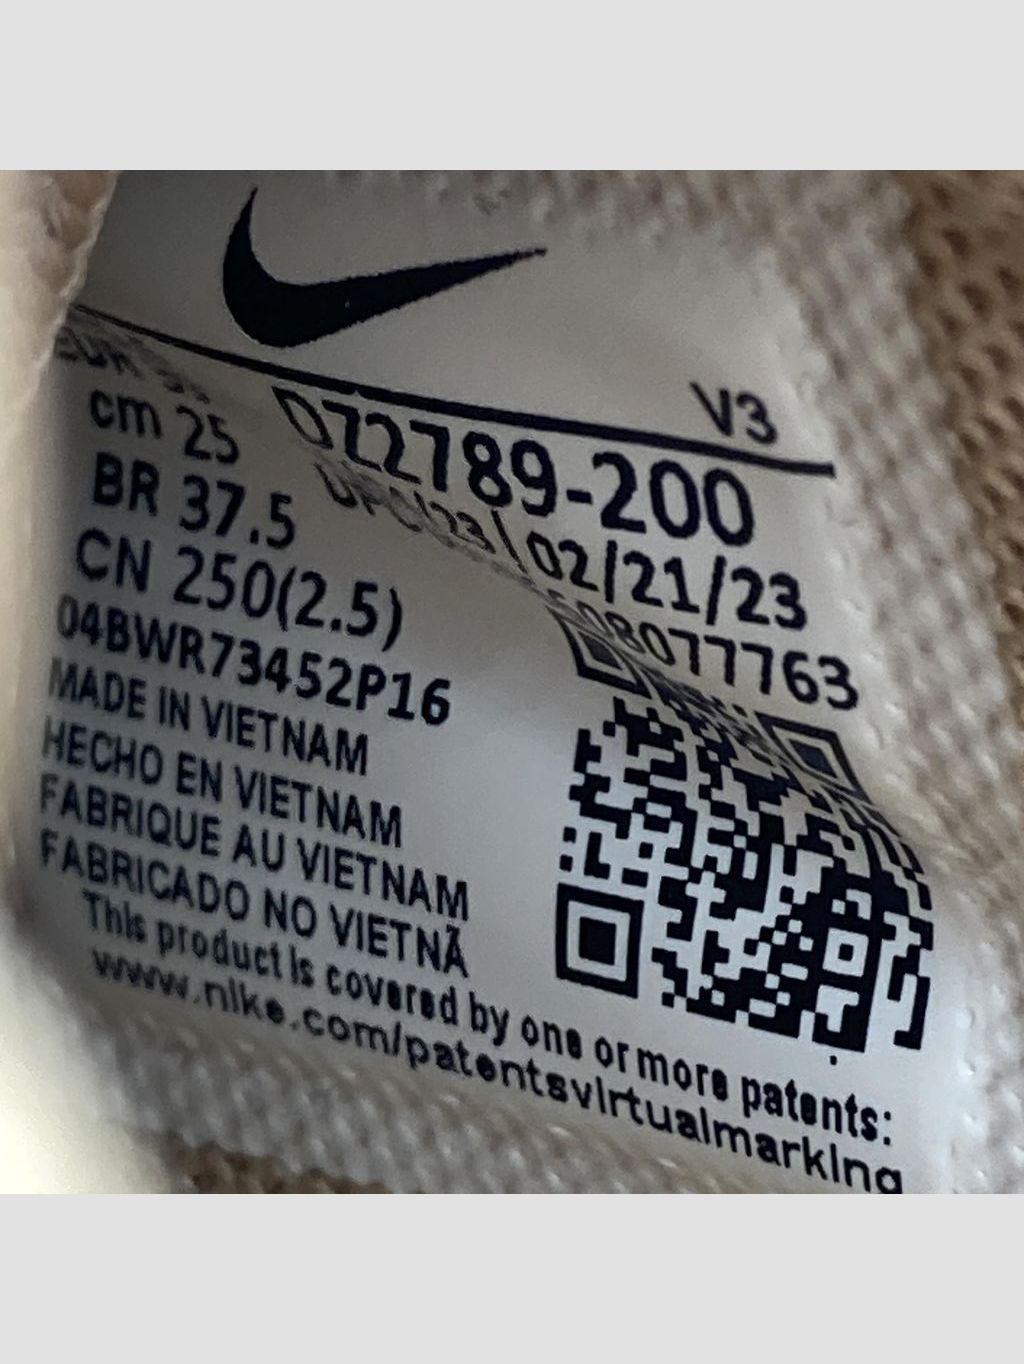 V3
EUR
cm 25
DZ2789-200
BR 37.5
02/21/23
CN 250(2.5)
8077763
04BWR73452P16
MADE IN VIETNAM
HECHO EN VIETNAM
FABRIQUE AU VIETNAM
FABRICADO NO VIETNÃ
This product is covered by one or more patents:
www.nike.com/patentsvirtualmarking